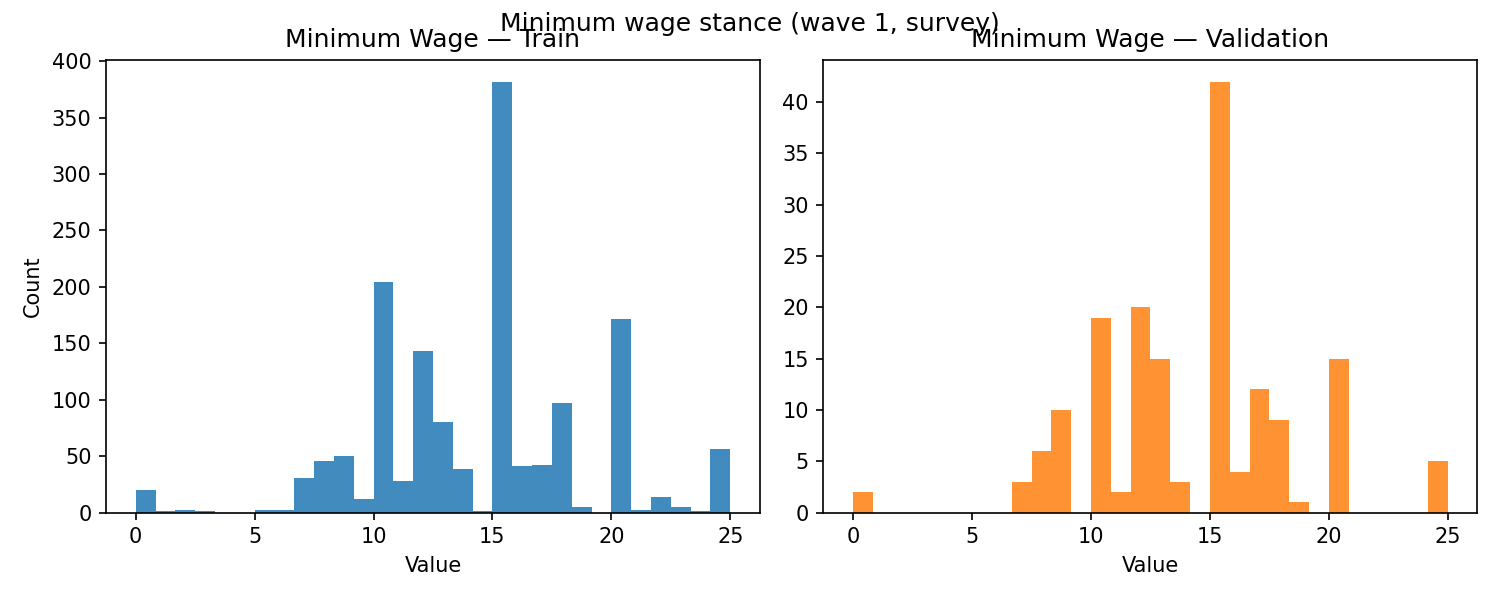 Minimum wage stance (wave 1, survey)
Minimum Wage — Train
Minimum Wage — Validation
400
350
300
250
200
150
100
50
0
Count
0 5 10 15 20 25
Value
40
35
30
25
20
15
10
5
0
0 5 10 15 20 25
Value